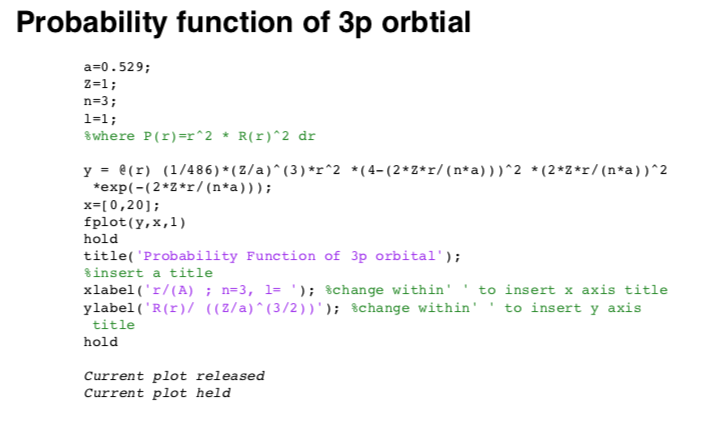 Probability function of 3p orbtial
a=0.529;
Z=1;
n=3;
l=1;
%where P(r)=r^2 * R(r)^2 dr
y = @(r) (1/486)*(Z/a)^(3)*r^2 *(4-(2*Z*r/(n*a)))^2 *(2*Z*r/(n*a))^2
*exp(-(2*Z*r/(n*a)));
x=[0,20];
fplot(y,x,1)
hold
title('Probability Function of 3p orbital');
%insert a title
xlabel('r/(A) ; n=3, l= '); %change within' ' to insert x axis title
ylabel('R(r)/ ((Z/a)^(3/2))'); %change within' ' to insert y axis
title
hold
Current plot released
Current plot held